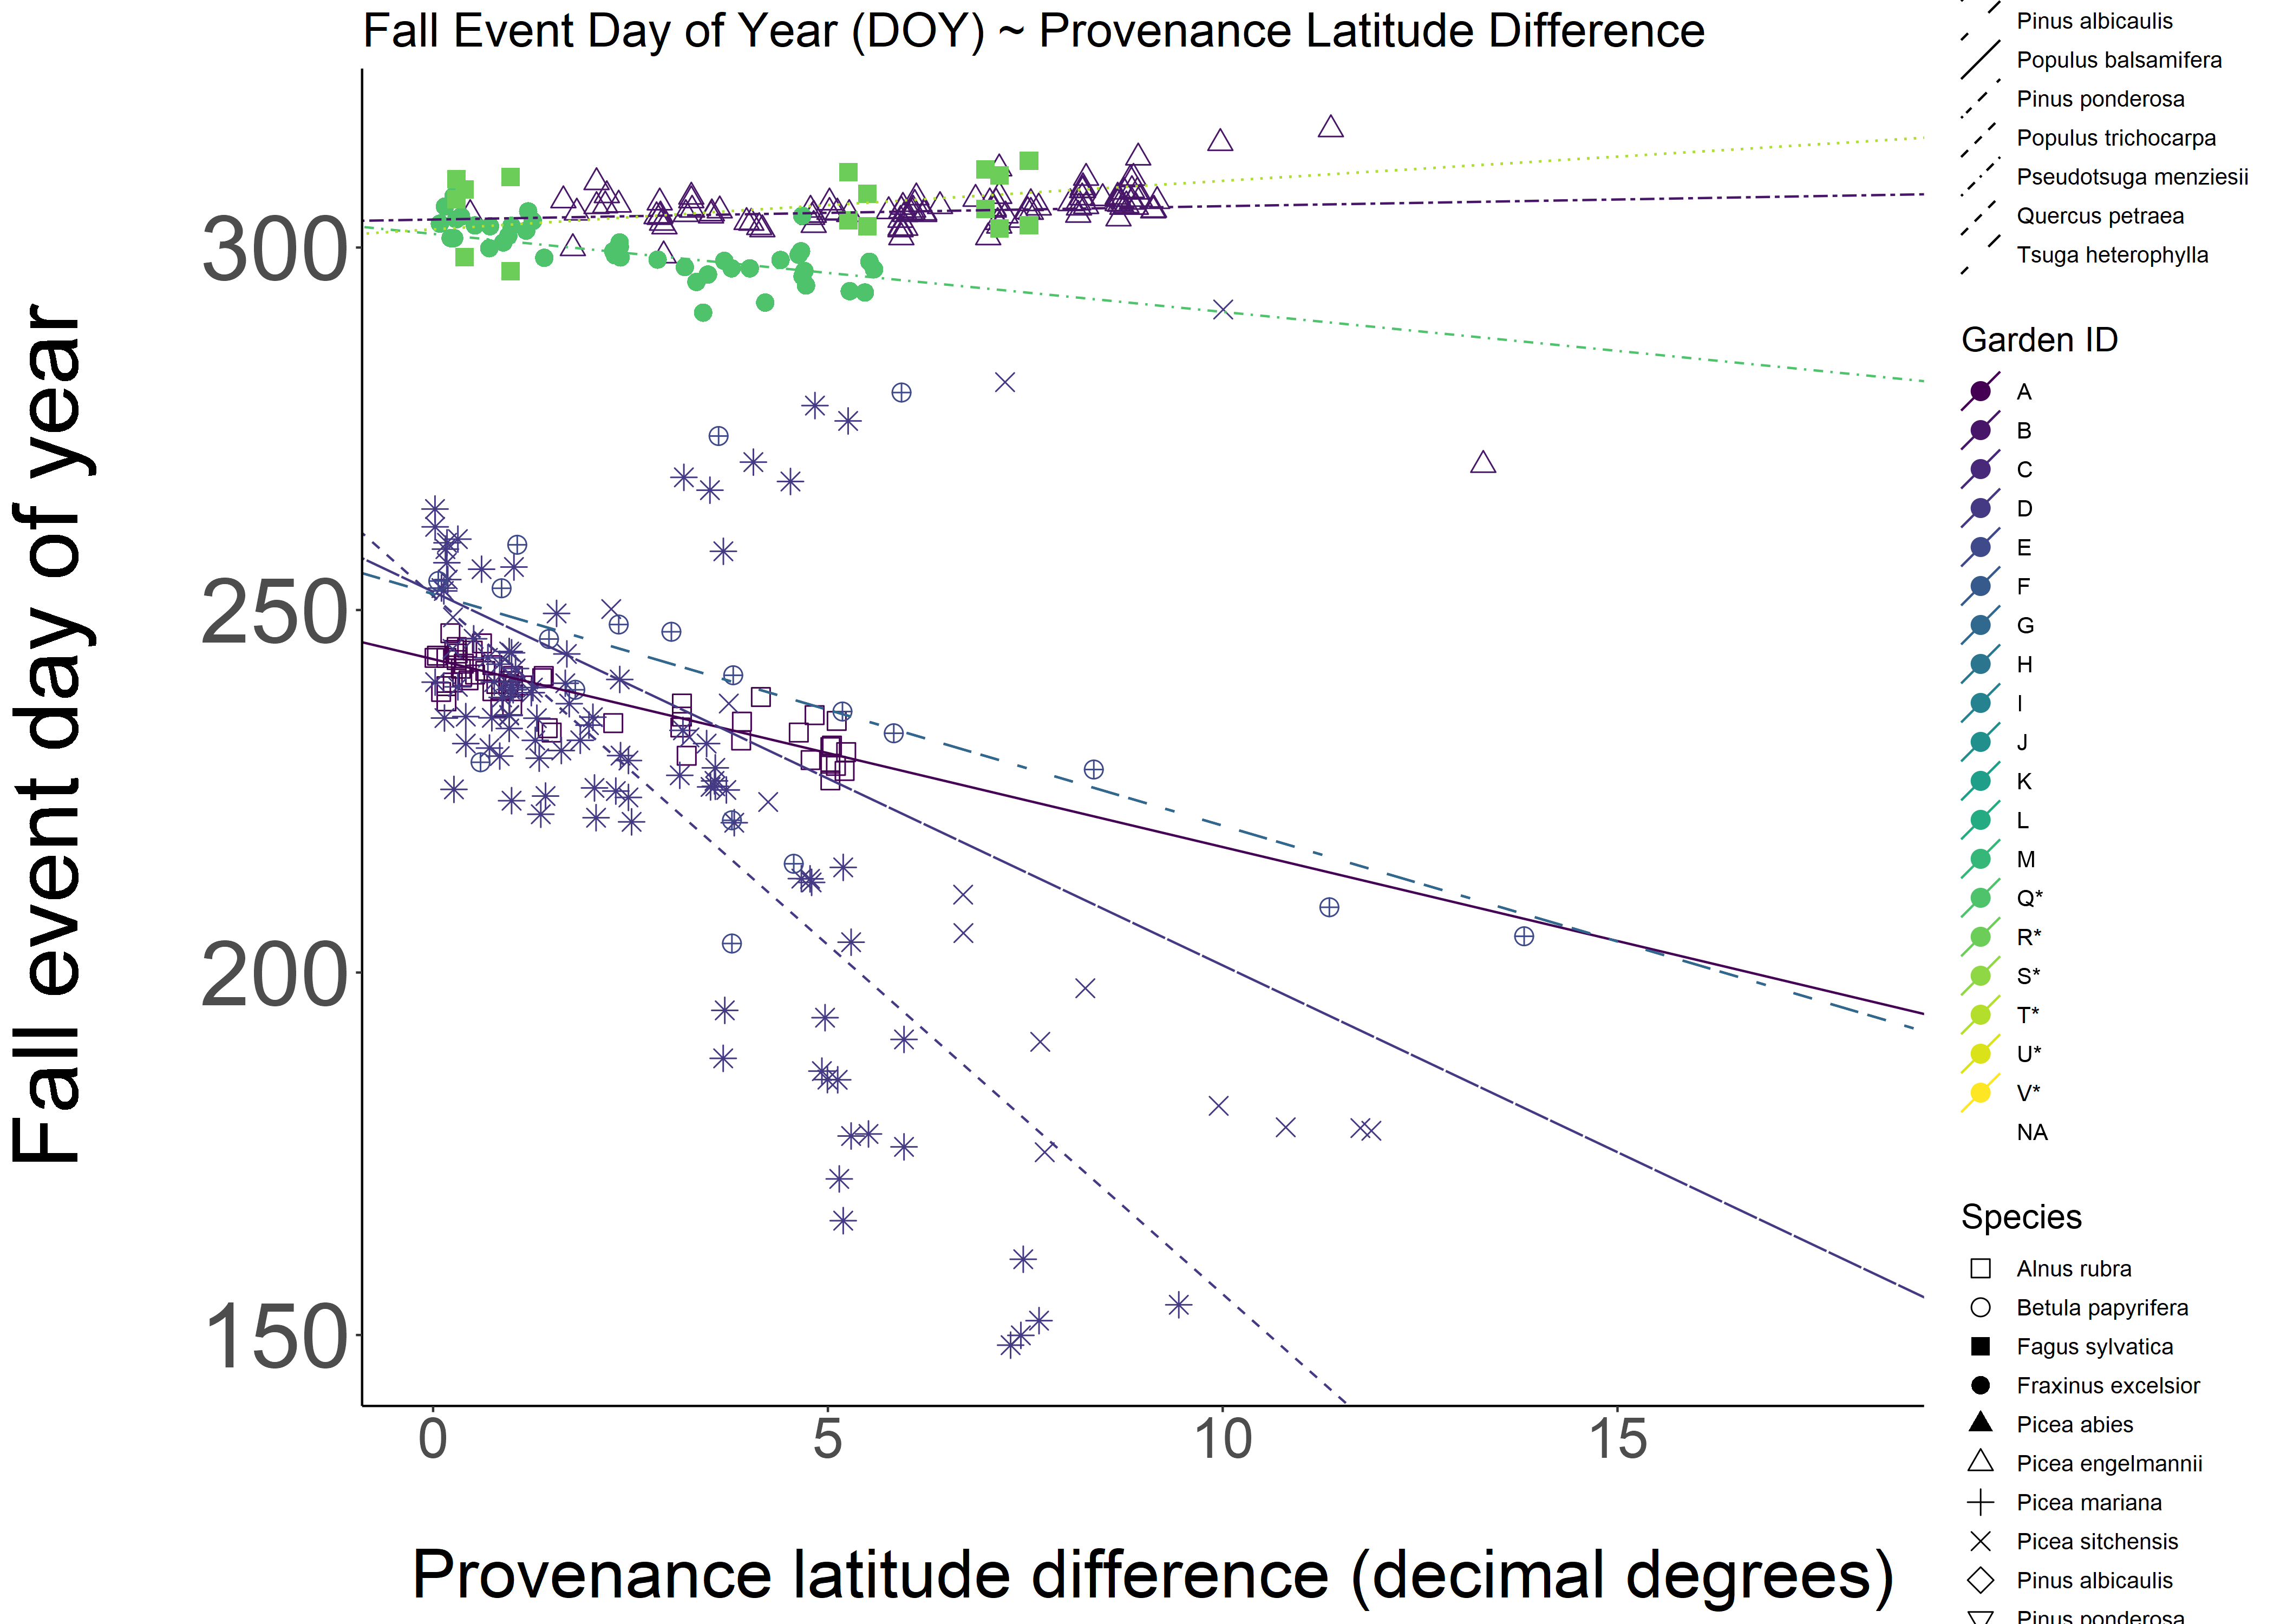 Fall Event Day of Year (DOY) ~ Provenance Latitude Difference
Fall event day of year
300
250
200
150
0
5
10
15
Provenance latitude difference (decimal degrees)
Pinus albicaulis
Populus balsamifera
Pinus ponderosa
Populus trichocarpa
Pseudotsuga menziesii
Quercus petraea
Tsuga heterophylla
Garden ID
A
B
C
D
E
F
G
H
I
J
K
L
M
Q*
R*
S*
T*
U*
V*
NA
Species
Alnus rubra
Betula papyrifera
Fagus sylvatica
Fraxinus excelsior
Picea abies
Picea engelmannii
Picea mariana
Picea sitchensis
Pinus albicaulis
Pinus ponderosa